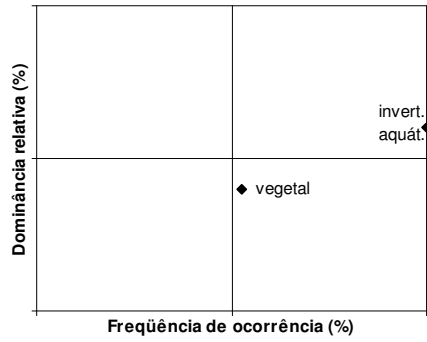 Dominância relativa (%)
invert.
aquát.
vegetal
Freqüência de ocorrência (%)